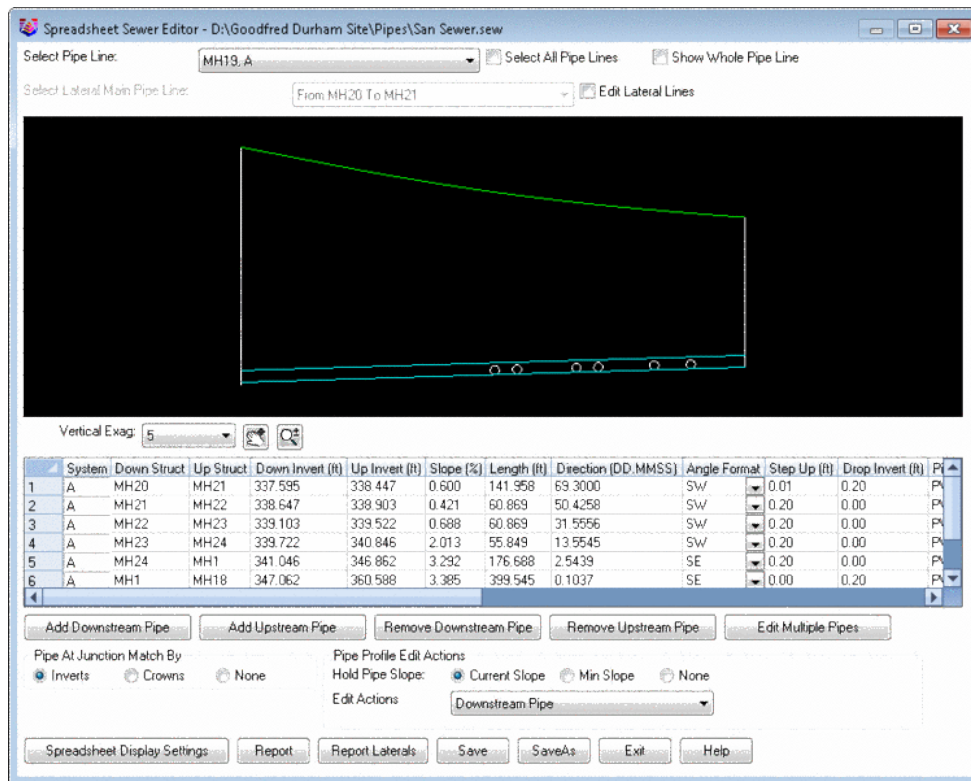 Spreadsheet Sewer Editor - D:\Goodfred Durham Site\Pipes\San Sewer.sew
Select Pipe Line: MH19, A Select All Pipe Lines Show Whole Pipe Line
Select Lateral Main Pipe Line: From MH20 To MH21 Edit Lateral Lines
Vertical Exag: 5
System Down Struct Up Struct Down Invert (ft) Up Invert (ft) Slope (%) Length (ft) Direction (DD.MMSS) Angle Format Step Up (ft) Drop Invert (ft) Pi
1 A MH20 MH21 337.595 338.447 0.600 141.958 69.3000 SW 0.01 0.20 PV
2 A MH21 MH22 338.647 338.903 0.421 60.869 50.4258 SW 0.20 0.00 PV
3 A MH22 MH23 339.103 339.522 0.688 60.869 31.5556 SW 0.20 0.00 PV
4 A MH23 MH24 339.722 340.846 2.013 55.849 13.5545 SW 0.20 0.00 PV
5 A MH24 MH1 341.046 346.862 3.292 176.688 2.5439 SE 0.20 0.00 PV
6 A MH1 MH18 347.062 360.588 3.385 399.545 0.1037 SE 0.00 0.20 PV
Add Downstream Pipe Add Upstream Pipe Remove Downstream Pipe Remove Upstream Pipe Edit Multiple Pipes
Pipe At Junction Match By Pipe Profile Edit Actions
Inverts Crowns None Hold Pipe Slope: Current Slope Min Slope None
Edit Actions Downstream Pipe
Spreadsheet Display Settings Report Report Laterals Save SaveAs Exit Help